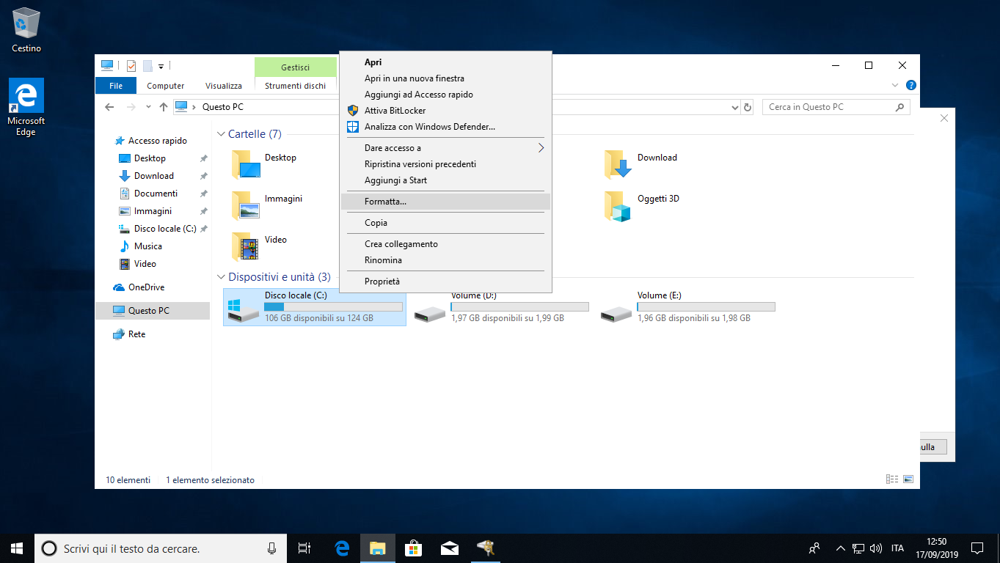 Cestino
Microsoft
Edge
Gestisci
File
Computer
Visualizza
Strumenti dischi
Questo PC
Cerca in Questo PC
Accesso rapido
Desktop
Download
Documenti
Immagini
Disco locale (C:)
Musica
Video
OneDrive
Questo PC
Rete
Cartelle (7)
Desktop
Download
Immagini
Oggetti 3D
Video
Dispositivi e unità (3)
Disco locale (C:)
106 GB disponibili su 124 GB
Volume (D:)
1,97 GB disponibili su 1,99 GB
Volume (E:)
1,96 GB disponibili su 1,98 GB
Apri
Apri in una nuova finestra
Aggiungi ad Accesso rapido
Attiva BitLocker
Analizza con Windows Defender...
Dare accesso a
Ripristina versioni precedenti
Aggiungi a Start
Formatta...
Copia
Crea collegamento
Rinomina
Proprietà
ulla
10 elementi
1 elemento selezionato
Scrivi qui il testo da cercare.
ITA
12:50
17/09/2019